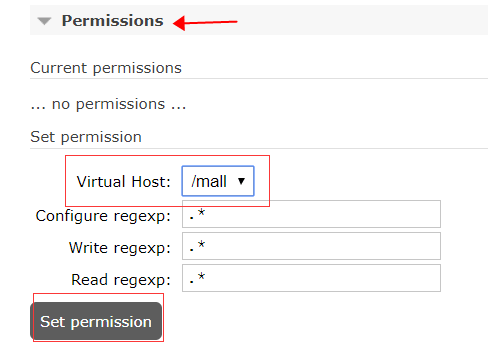 Permissions
Current permissions
... no permissions ...
Set permission
Virtual Host: /mall
Configure regexp: .*
Write regexp: .*
Read regexp: .*
Set permission